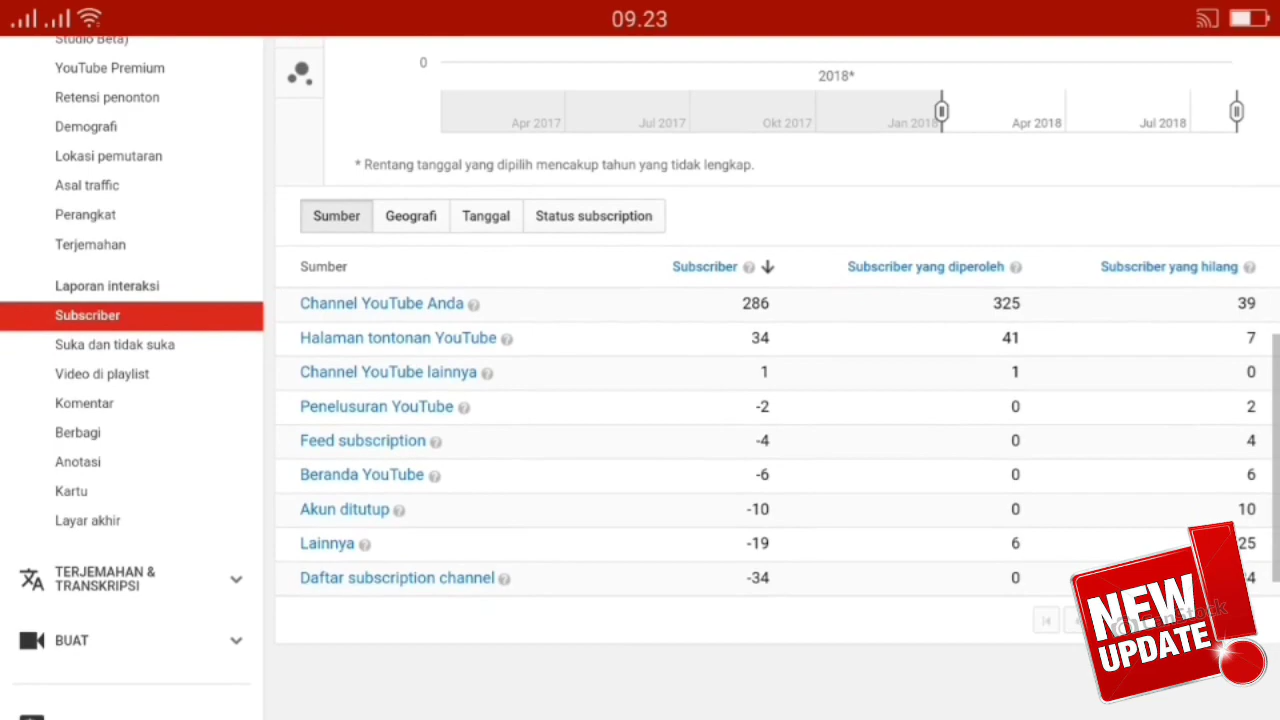 09.23
Studio Beta)
YouTube Premium
Retensi penonton
Demografi
Lokasi pemutaran
Asal traffic
Perangkat
Terjemahan
Laporan interaksi
Subscriber
Suka dan tidak suka
Video di playlist
Komentar
Berbagi
Anotasi
Kartu
Layar akhir
TERJEMAHAN &
TRANSKRIPSI
BUAT
0
2018*
Apr 2017 Jul 2017 Okt 2017 Jan 2018 Apr 2018 Jul 2018
* Rentang tanggal yang dipilih mencakup tahun yang tidak lengkap.
Sumber Geografi Tanggal Status subscription
Sumber Subscriber Subscriber yang diperoleh Subscriber yang hilang
Channel YouTube Anda 286 325 39
Halaman tontonan YouTube 34 41 7
Channel YouTube lainnya 1 1 0
Penelusuran YouTube -2 0 2
Feed subscription -4 0 4
Beranda YouTube -6 0 6
Akun ditutup -10 0 10
Lainnya -19 6 25
Daftar subscription channel -34 0
NEW
UPDATE
CanStock